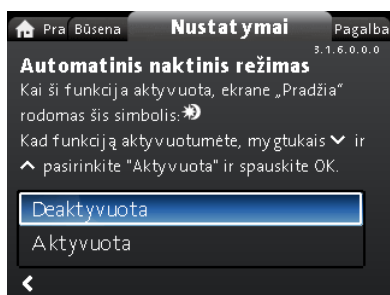 Pra Būsena Nustatymai Pagalba
3.1.6.0.0.0
Automatinis naktinis režimas
Kai ši funkcija aktyvuota, ekrane „Pradžia“
rodomas šis simbolis:
Kad funkciją aktyvuotumėte, mygtukais ir
pasirinkite "Aktyvuota" ir spauskite OK.
Deaktyvuota
Aktyvuota